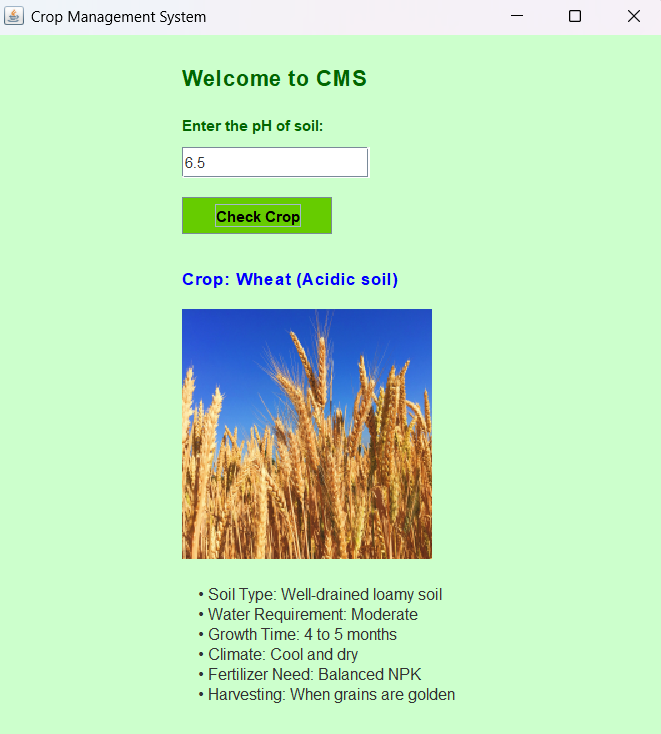 Crop Management System
Welcome to CMS
Enter the pH of soil:
6.5
Check Crop
Crop: Wheat (Acidic soil)
• Soil Type: Well-drained loamy soil
• Water Requirement: Moderate
• Growth Time: 4 to 5 months
• Climate: Cool and dry
• Fertilizer Need: Balanced NPK
• Harvesting: When grains are golden